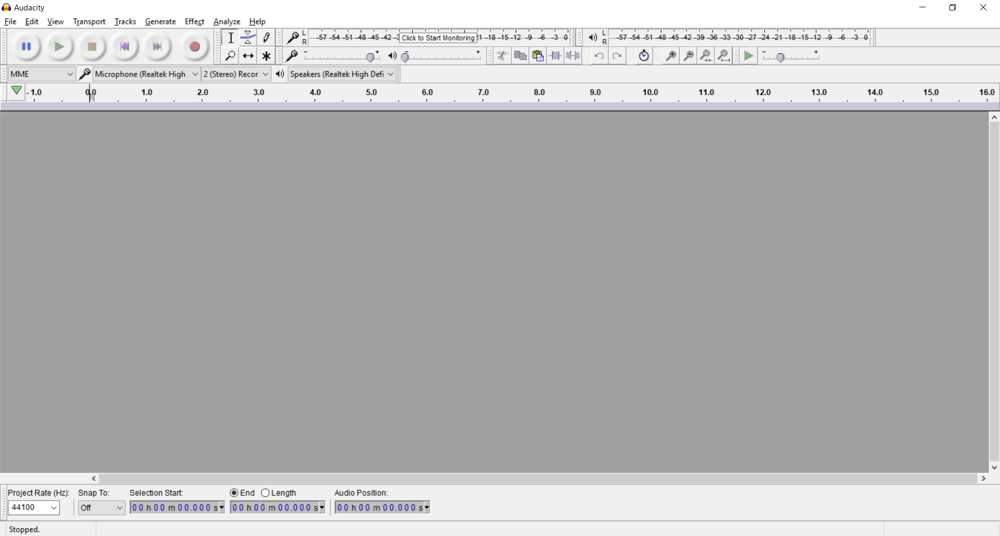 Audacity
File Edit View Transport Tracks Generate Effect Analyze Help
L -57 -54 -51 -48 -45 -42 -3 Click to Start Monitoring 21 -18 -15 -12 -9 -6 -3 0 L -57 -54 -51 -48 -45 -42 -39 -36 -33 -30 -27 -24 -21 -18 -15 -12 -9 -6 -3 0
R R
- + - + - +
MME Microphone (Realtek High 2 (Stereo) Recor Speakers (Realtek High Defi
- 1.0 0.0 1.0 2.0 3.0 4.0 5.0 6.0 7.0 8.0 9.0 10.0 11.0 12.0 13.0 14.0 15.0 16.0
Project Rate (Hz): Snap To: Selection Start: End Length Audio Position:
44100 Off 00 h 00 m 00.000 s 00 h 00 m 00.000 s 00 h 00 m 00.000 s
Stopped.